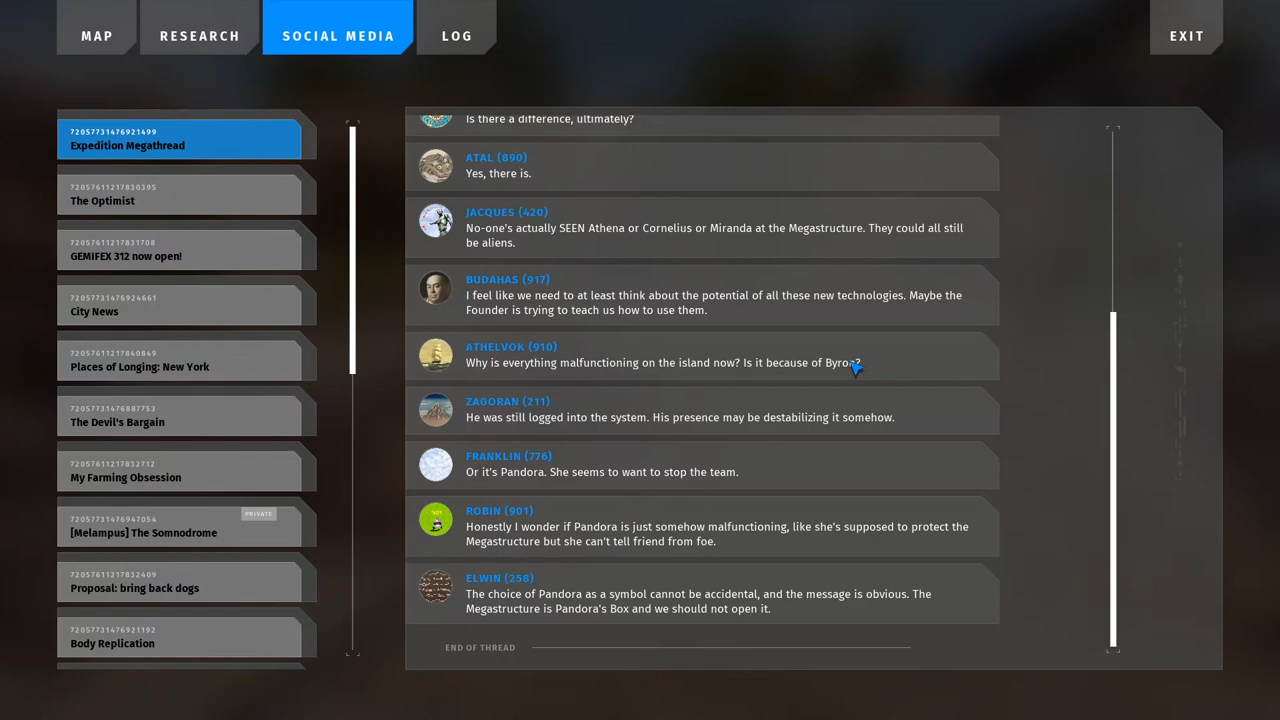 MAP
RESEARCH
SOCIAL MEDIA
LOG
EXIT
72057731476921499
Expedition Megathread
72057611217830395
The Optimist
72057611217831708
GEMIFEX 312 now open!
72057731476924661
City News
72057731467840849
Places of Longing: New York
72057731476887753
The Devil's Bargain
72057611217832712
My Farming Obsession
72057731476947054
PRIVATE
[Melampus] The Somnodrome
72057611217832409
Proposal: bring back dogs
72057731476921192
Body Replication
Is there a difference, ultimately?
ATAL (890)
Yes, there is.
JACQUES (420)
No-one's actually SEEN Athena or Cornelius or Miranda at the Megastructure. They could all still
be aliens.
BUDAHAS (917)
I feel like we need to at least think about the potential of all these new technologies. Maybe the
Founder is trying to teach us how to use them.
ATHELVOK (910)
Why is everything malfunctioning on the island now? Is it because of Byron?
ZAGORAN (211)
He was still logged into the system. His presence may be destabilizing it somehow.
FRANKLIN (776)
Or it's Pandora. She seems to want to stop the team.
ROBIN (901)
Honestly I wonder if Pandora is just somehow malfunctioning, like she's supposed to protect the
Megastructure but she can't tell friend from foe.
ELWIN (258)
The choice of Pandora as a symbol cannot be accidental, and the message is obvious. The
Megastructure is Pandora's Box and we should not open it.
END OF THREAD